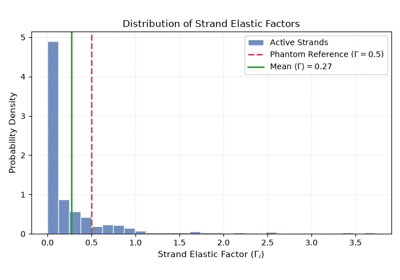 Distribution of Strand Elastic Factors
Active Strands
Phantom Reference (Γ = 0.5)
Mean ⟨Γ⟩ = 0.27
Probability Density
5
4
3
2
1
0
0.0 0.5 1.0 1.5 2.0 2.5 3.0 3.5
Strand Elastic Factor (Γᵢ)